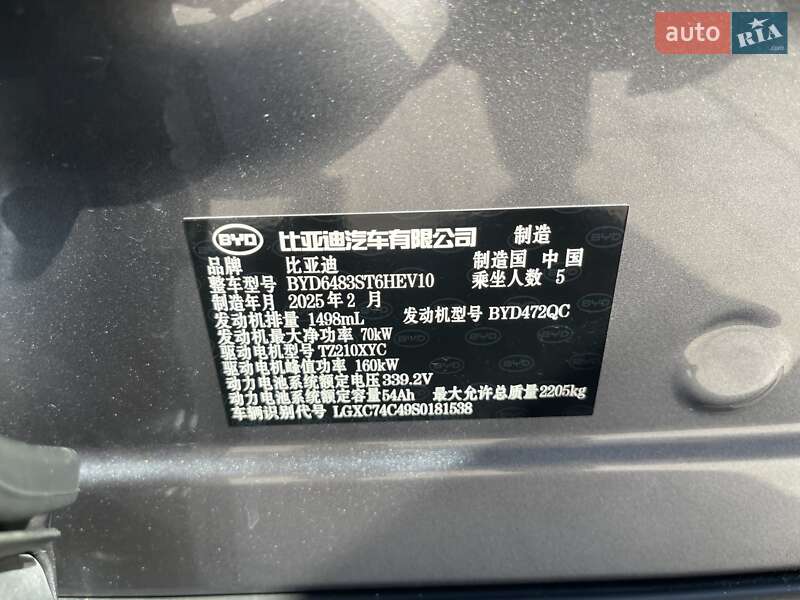 auto RIA
BYD 比亚迪汽车有限公司 制造
品牌 比亚迪 制造国 中国
整车型号 BYD6483ST6HEV10 乘坐人数 5
制造年月 2025年2月
发动机排量 1498mL 发动机型号 BYD472QC
发动机最大净功率 70kW
驱动电机型号 TZ210XYC
驱动电机峰值功率 160kW
动力电池系统额定电压 339.2V
动力电池系统额定容量 54Ah 最大允许总质量 2205kg
车辆识别代号 LGXC74C49S0181538